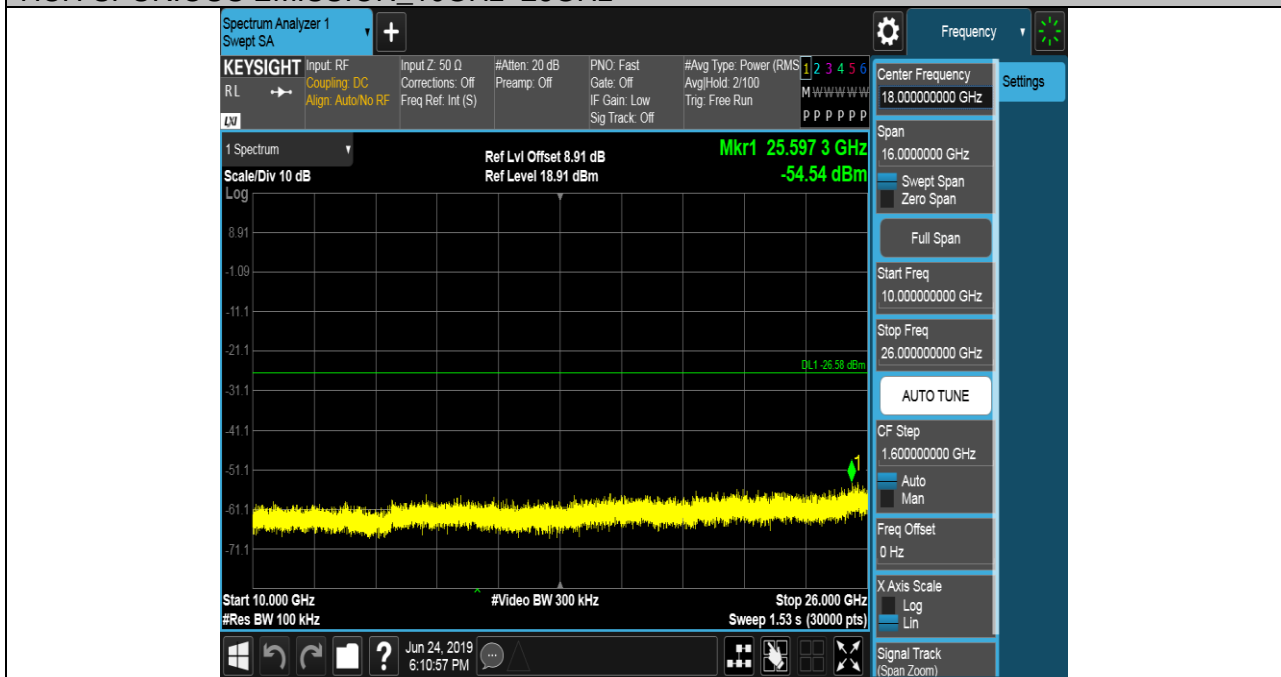 Spectrum Analyzer 1
Swept SA
+
Frequency
KEYSIGHT
RL
LXI
Input: RF
Coupling: DC
Align: Auto/No RF
Input Z: 50 Ω
Corrections: Off
Freq Ref: Int (S)
#Atten: 20 dB
Preamp: Off
PNO: Fast
Gate: Off
IF Gain: Low
Sig Track: Off
#Avg Type: Power (RMS
Avg|Hold: 2/100
Trig: Free Run
1 2 3 4 5 6
M W W W W W
P P P P P P
1 Spectrum
Scale/Div 10 dB
Ref Lvl Offset 8.91 dB
Ref Level 18.91 dBm
Mkr1 25.597 3 GHz
-54.54 dBm
Log
8.91
-1.09
-11.1
-21.1
DL1 -26.58 dBm
-31.1
-41.1
-51.1
1
-61.1
-71.1
Start 10.000 GHz
#Video BW 300 kHz
Stop 26.000 GHz
#Res BW 100 kHz
Sweep 1.53 s (30000 pts)
?
Jun 24, 2019
6:10:57 PM
Center Frequency
18.000000000 GHz
Settings
Span
16.0000000 GHz
Swept Span
Zero Span
Full Span
Start Freq
10.000000000 GHz
Stop Freq
26.000000000 GHz
AUTO TUNE
CF Step
1.600000000 GHz
Auto
Man
Freq Offset
0 Hz
X Axis Scale
Log
Lin
Signal Track
(Span Zoom)